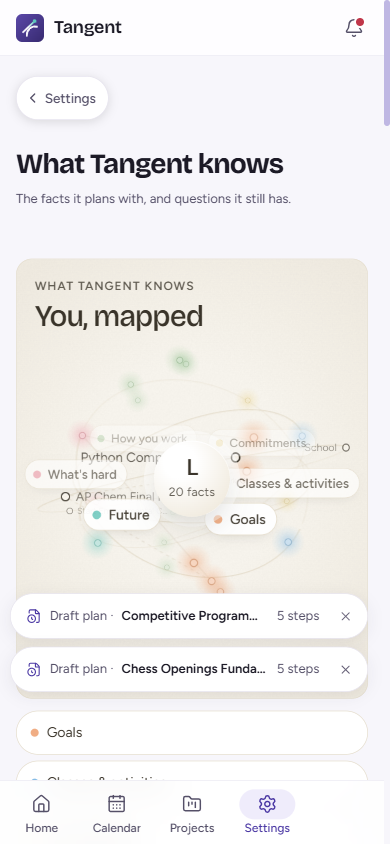 Tangent
Settings
What Tangent knows
The facts it plans with, and questions it still has.
WHAT TANGENT KNOWS
You, mapped
How you work
Commitments
School
Python Comp
L
What's hard
20 facts
Classes & activities
AP Chem Final
Future
Goals
Draft plan · Competitive Program... 5 steps
Draft plan · Chess Openings Funda... 5 steps
Goals
Classes & activities
Home
Calendar
Projects
Settings